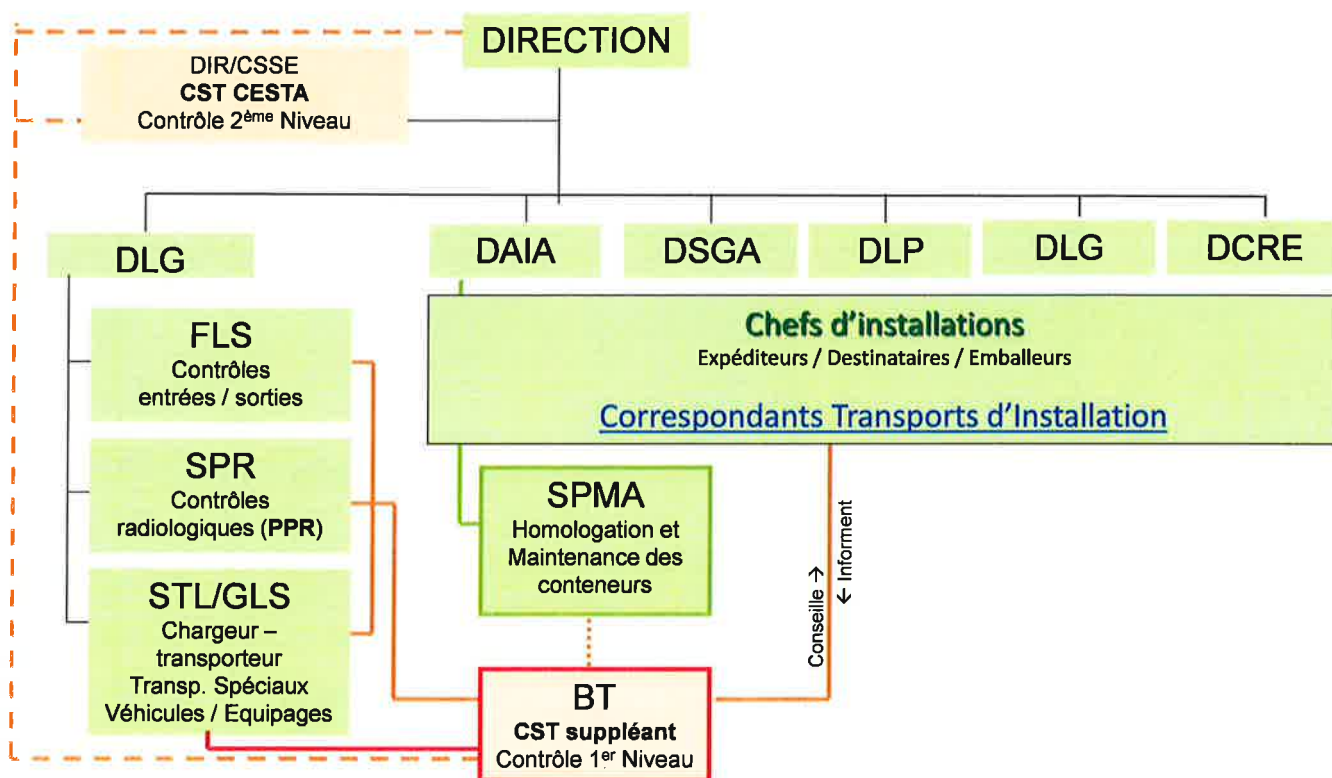 DIRECTION
DIR/CSSE
CST CESTA
Contrôle 2ème Niveau
DLG
DAIA
DSGA
DLP
DLG
DCRE
FLS
Contrôles
entrées / sorties
SPR
Contrôles
radiologiques (PPR)
STL/GLS
Chargeur –
transporteur
Transp. Spéciaux
Véhicules / Equipages
Chefs d'installations
Expéditeurs / Destinataires / Emballeurs
Correspondants Transports d'Installation
SPMA
Homologation et
Maintenance des
conteneurs
Conseille →
← Informent
BT
CST suppléant
Contrôle 1er Niveau